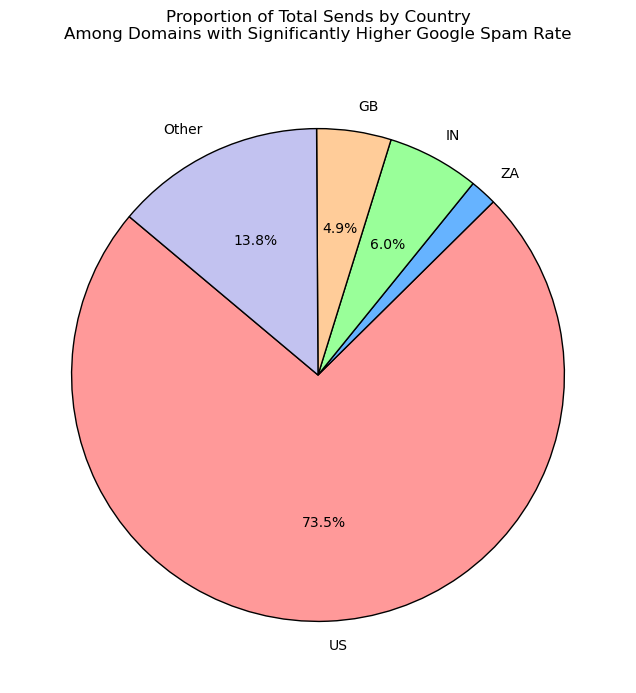 Proportion of Total Sends by Country
Among Domains with Significantly Higher Google Spam Rate
GB
Other
IN
ZA
4.9%
13.8%
6.0%
73.5%
US